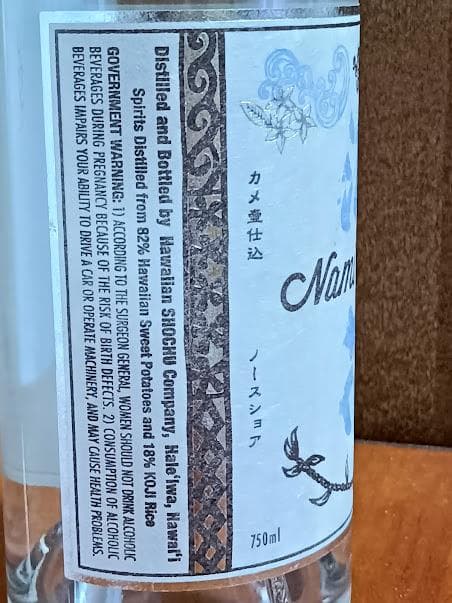 Distilled and Bottled by Hawaiian SHOCHU Company, Hale'iwa, Hawai'i
Spirits Distilled from 82% Hawaiian Sweet Potatoes and 18% KOJI Rice
GOVERNMENT WARNING: 1) ACCORDING TO THE SURGEON GENERAL, WOMEN SHOULD NOT DRINK ALCOHOLIC
BEVERAGES DURING PREGNANCY BECAUSE OF THE RISK OF BIRTH DEFECTS. 2) CONSUMPTION OF ALCOHOLIC
BEVERAGES IMPAIRS YOUR ABILITY TO DRIVE A CAR OR OPERATE MACHINERY, AND MAY CAUSE HEALTH PROBLEMS.
カメ壷仕込 ノースショア
Nam
750ml